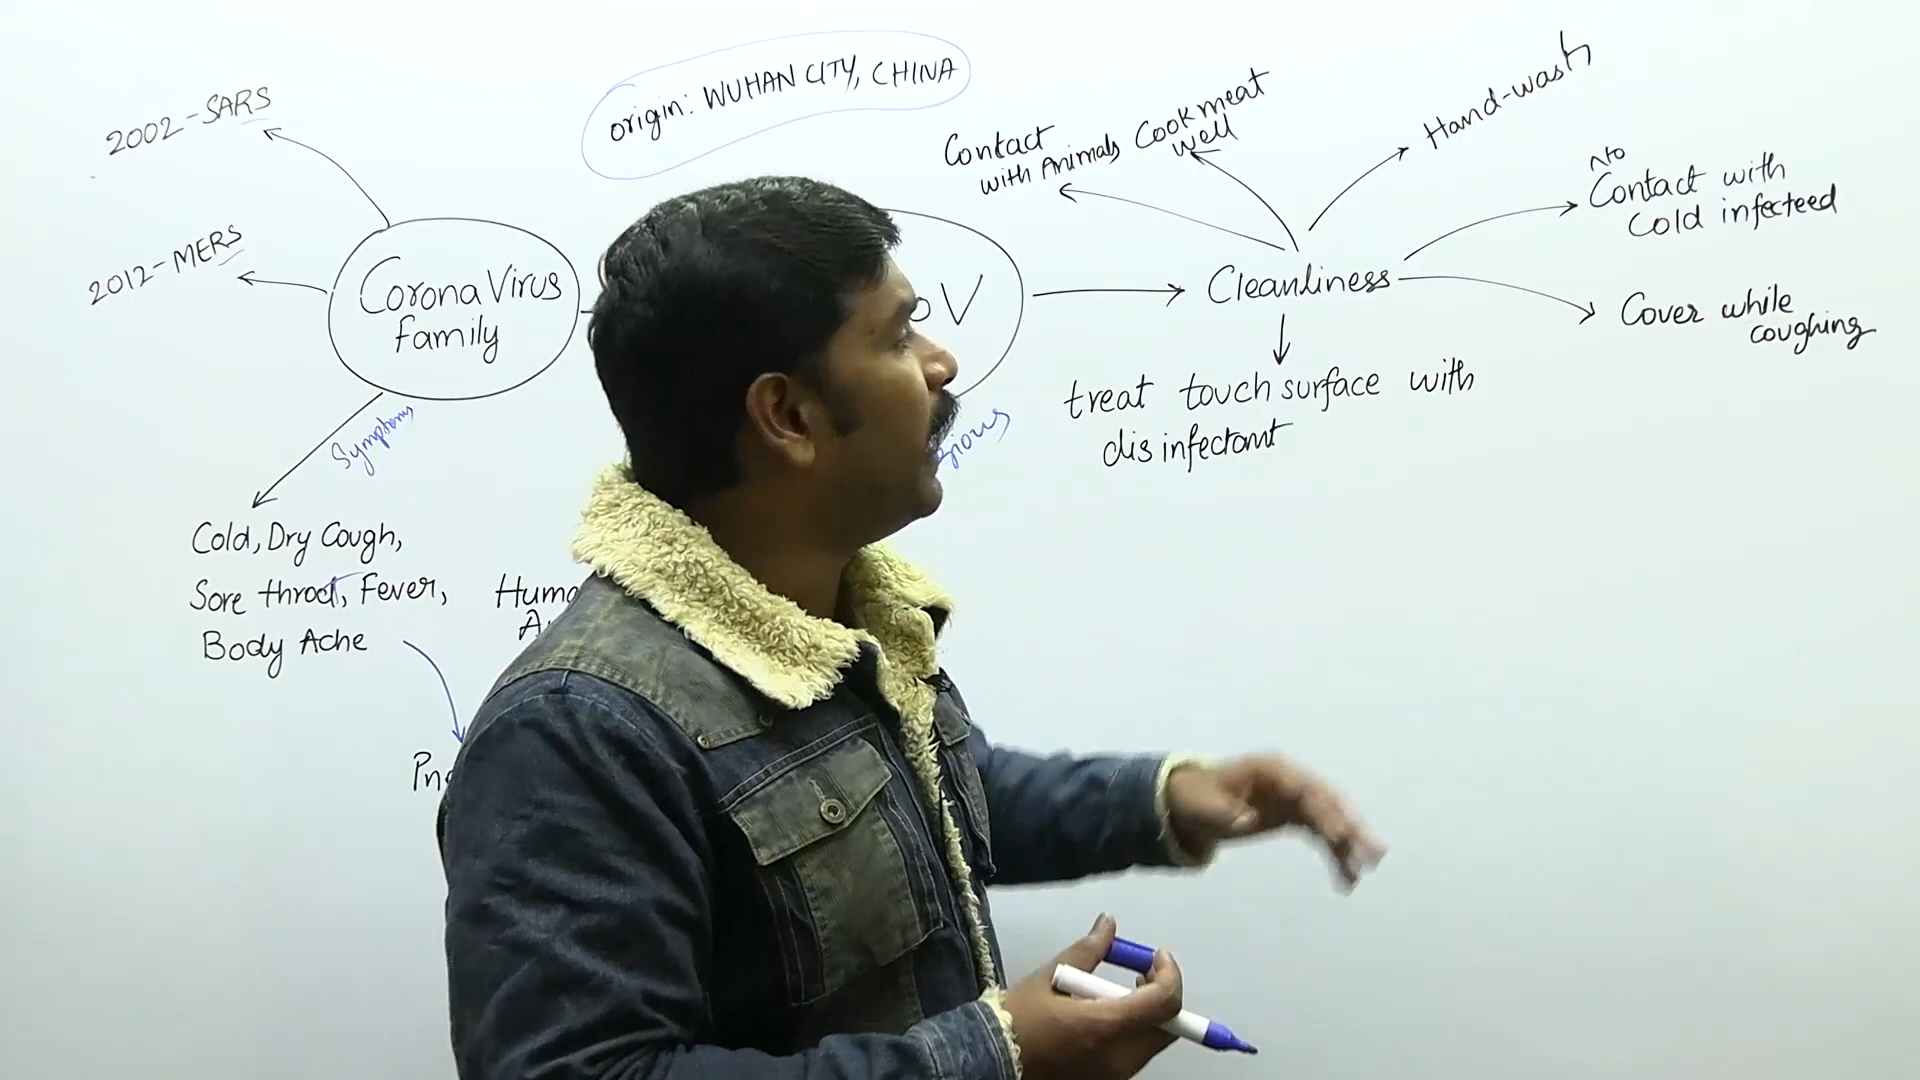 origin: WUHAN CITY, CHINA
2002-SARS
2012-MERS
Corona Virus
family
Symptoms
Cold, Dry Cough,
Sore throat, Fever,
Body Ache
Contact
with Animals
Cook meat
well
Hand-wash
no
Contact with
Cold infecteed
Cover while
coughing
Cleanliness
treat touch surface with
disinfectant